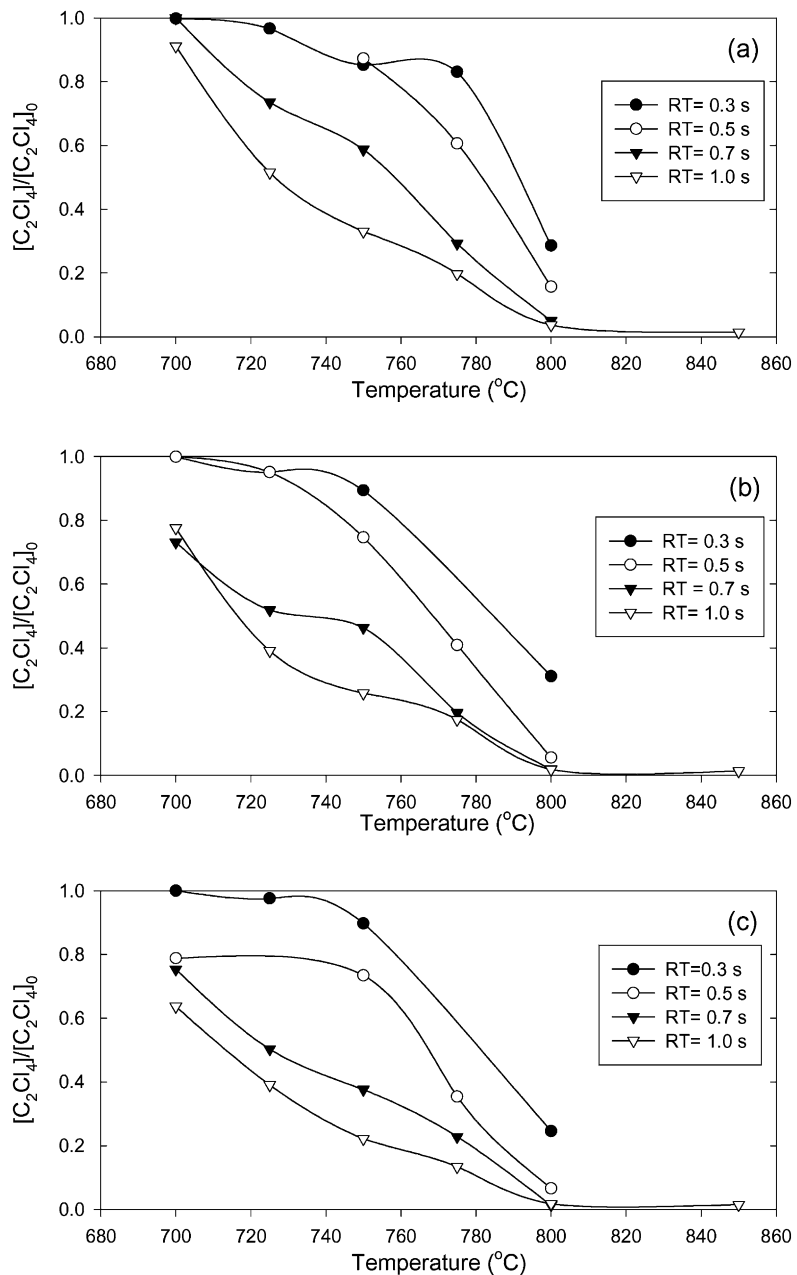 1.0
(a)
0.8
RT= 0.3 s
RT= 0.5 s
RT= 0.7 s
RT= 1.0 s
0.6
0.4
0.2
0.0
[C₂Cl₄]/[C₂Cl₄]₀
680 700 720 740 760 780 800 820 840 860
Temperature (°C)
1.0
(b)
0.8
RT= 0.3 s
RT= 0.5 s
RT = 0.7 s
RT= 1.0 s
0.6
0.4
0.2
0.0
[C₂Cl₄]/[C₂Cl₄]₀
680 700 720 740 760 780 800 820 840 860
Temperature (°C)
1.0
(c)
0.8
RT=0.3 s
RT= 0.5 s
RT= 0.7 s
RT= 1.0 s
0.6
0.4
0.2
0.0
[C₂Cl₄]/[C₂Cl₄]₀
680 700 720 740 760 780 800 820 840 860
Temperature (°C)